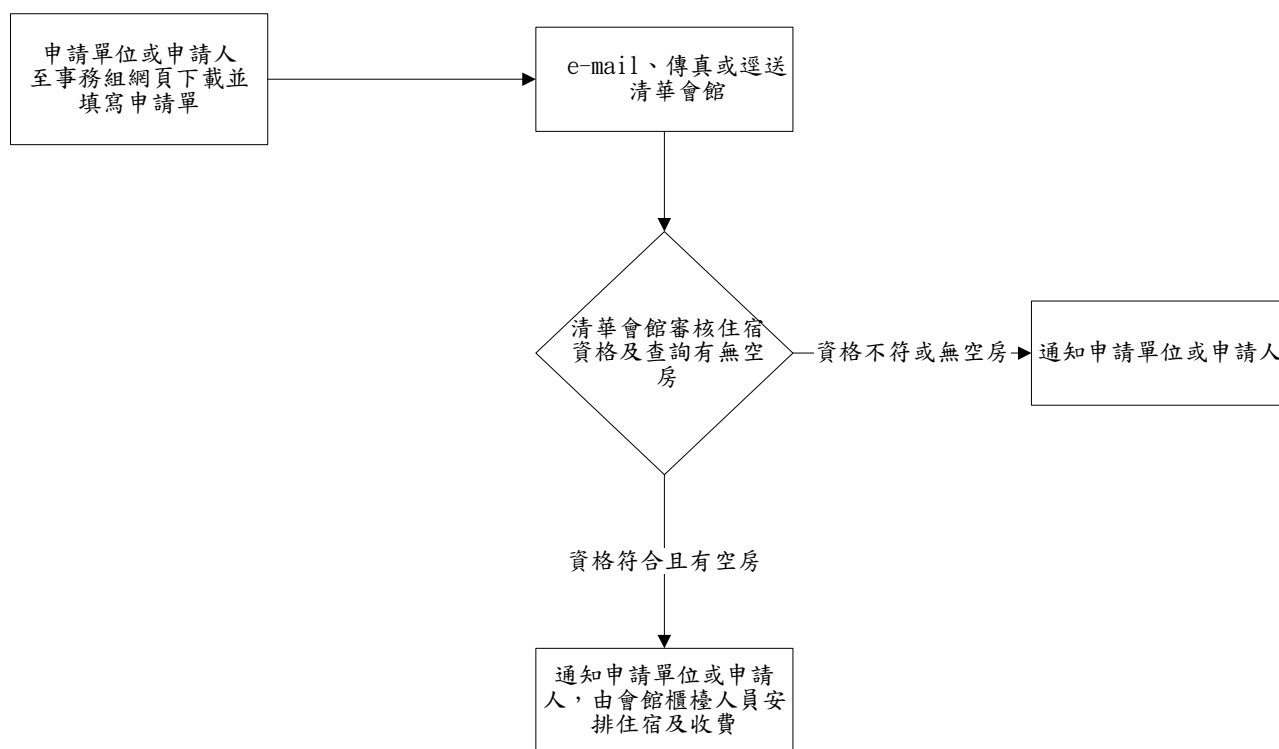 申請單位或申請人
至事務組網頁下載並
填寫申請單
e-mail、傳真或逕送
清華會館
清華會館審核住宿
資格及查詢有無空
房
資格不符或無空房
通知申請單位或申請人
資格符合且有空房
通知申請單位或申請
人，由會館櫃檯人員安
排住宿及收費